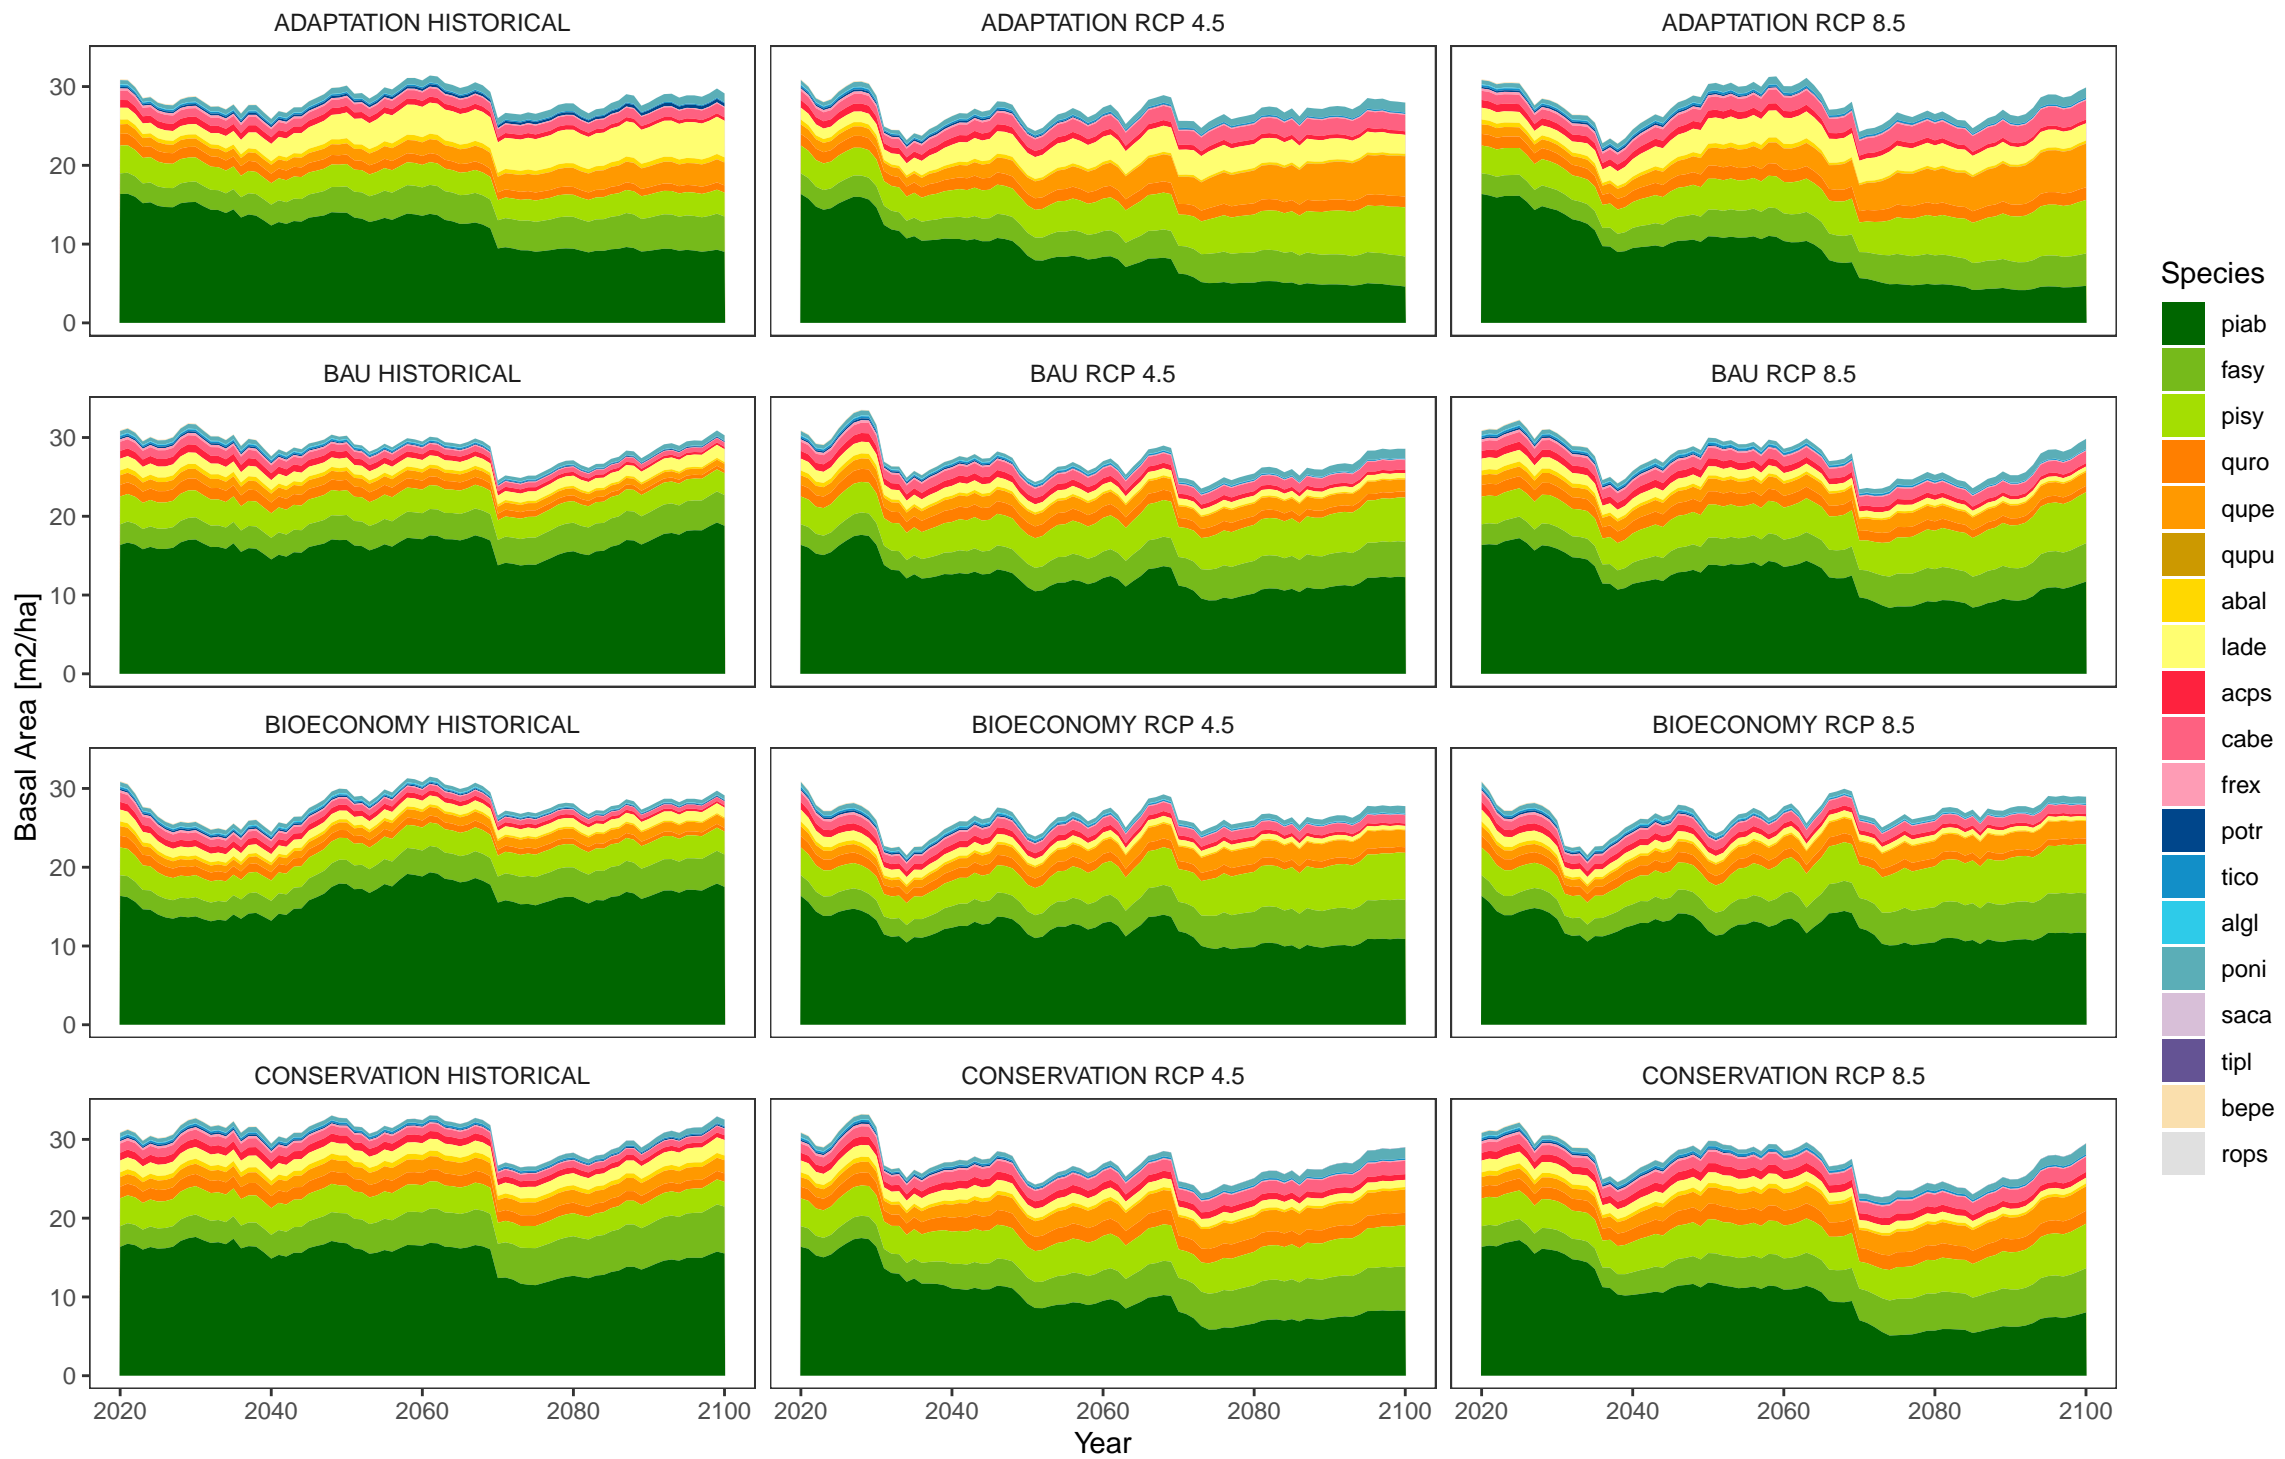 ADAPTATION HISTORICAL
ADAPTATION RCP 4.5
ADAPTATION RCP 8.5
30
20
10
0
BAU HISTORICAL
BAU RCP 4.5
BAU RCP 8.5
30
20
10
0
BIOECONOMY HISTORICAL
BIOECONOMY RCP 4.5
BIOECONOMY RCP 8.5
30
20
10
0
CONSERVATION HISTORICAL
CONSERVATION RCP 4.5
CONSERVATION RCP 8.5
30
20
10
0
2020 2040 2060 2080 2100
2020 2040 2060 2080 2100
2020 2040 2060 2080 2100
Year
Basal Area [m2/ha]
Species
piab
fasy
pisy
quro
qupe
qupu
abal
lade
acps
cabe
frex
potr
tico
algl
poni
saca
tipl
bepe
rops